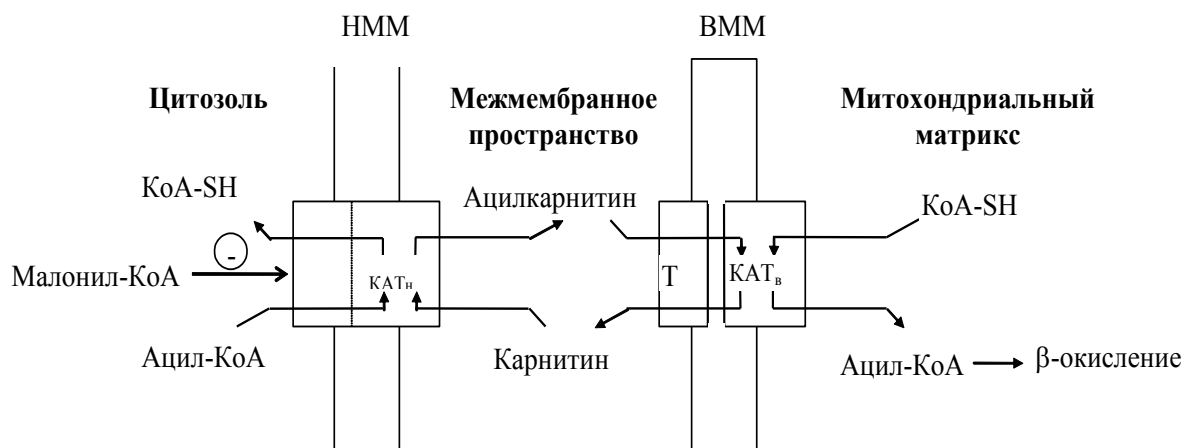 НММ
ВММ
Цитозоль
Межмембранное
пространство
Митохондриальный
матрикс
КоА-SH
Ацилкарнитин
КоА-SH
-
Малонил-КоА
КАТн
Т
КАТв
Ацил-КоА
Карнитин
Ацил-КоА
β-окисление